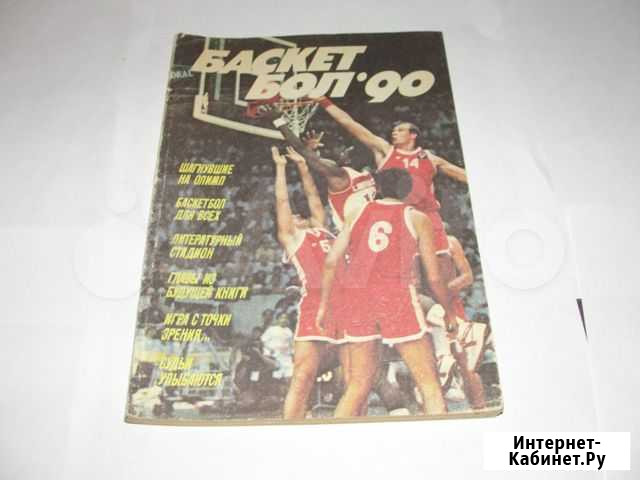 БАСКЕТ
БОЛ·90
ШАГНУВШИЕ
НА ОЛИМП
БАСКЕТБОЛ
ДЛЯ ВСЕХ
ЛИТЕРАТУРНЫЙ
СТАДИОН
ГЛАВЫ ИЗ
БУДУЩЕЙ КНИГИ
ИГРА С ТОЧКИ
ЗРЕНИЯ...
СУДЬИ
УЛЫБАЮТСЯ
14
5
6
Интернет-
Кабинет.Ру